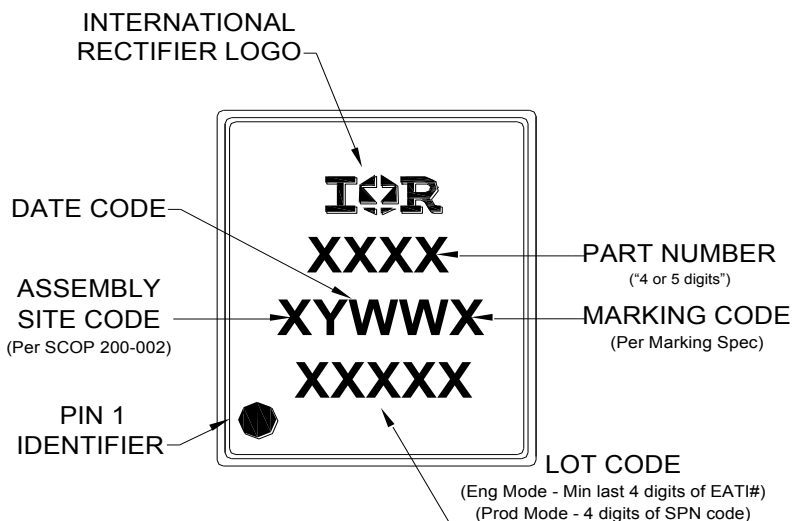 INTERNATIONAL
RECTIFIER LOGO
IOR
DATE CODE
XXXX
PART NUMBER
(“4 or 5 digits”)
ASSEMBLY
SITE CODE
(Per SCOP 200-002)
XYWWX
MARKING CODE
(Per Marking Spec)
XXXXX
PIN 1
IDENTIFIER
LOT CODE
(Eng Mode - Min last 4 digits of EATI#)
(Prod Mode - 4 digits of SPN code)